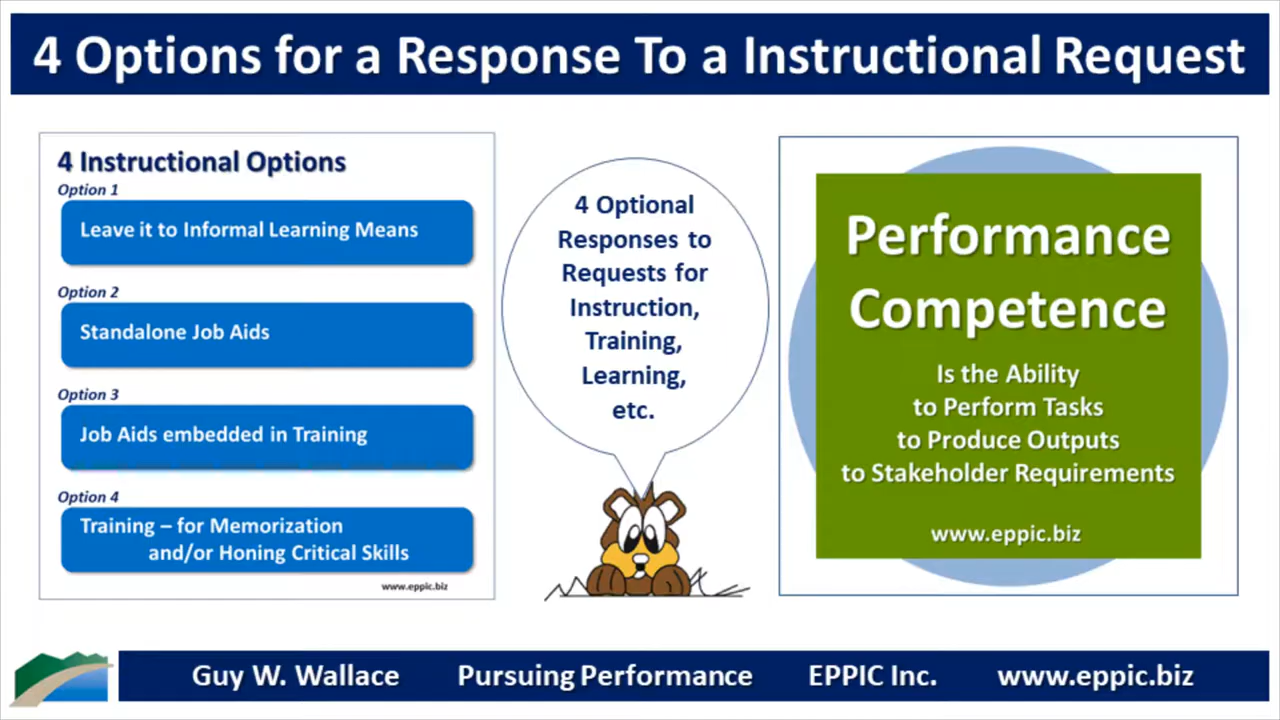 4 Options for a Response To a Instructional Request
4 Instructional Options
Option 1
Leave it to Informal Learning Means
Option 2
Standalone Job Aids
Option 3
Job Aids embedded in Training
Option 4
Training – for Memorization
and/or Honing Critical Skills
www.eppic.biz
4 Optional
Responses to
Requests for
Instruction,
Training,
Learning,
etc.
Performance
Competence
Is the Ability
to Perform Tasks
to Produce Outputs
to Stakeholder Requirements
www.eppic.biz
Guy W. Wallace Pursuing Performance EPPIC Inc. www.eppic.biz